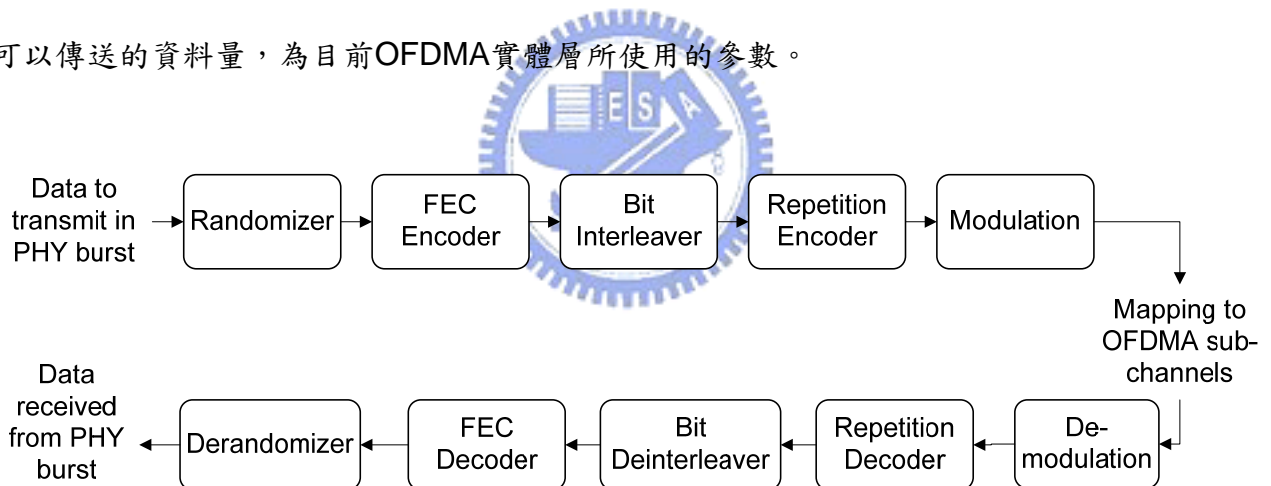 可以傳送的資料量，為目前OFDMA實體層所使用的參數。
ESA
Data to
transmit in
PHY burst
Randomizer
FEC
Encoder
Bit
Interleaver
Repetition
Encoder
Modulation
Mapping to
OFDMA sub-
channels
De-
modulation
Repetition
Decoder
Bit
Deinterleaver
FEC
Decoder
Derandomizer
Data
received
from PHY
burst